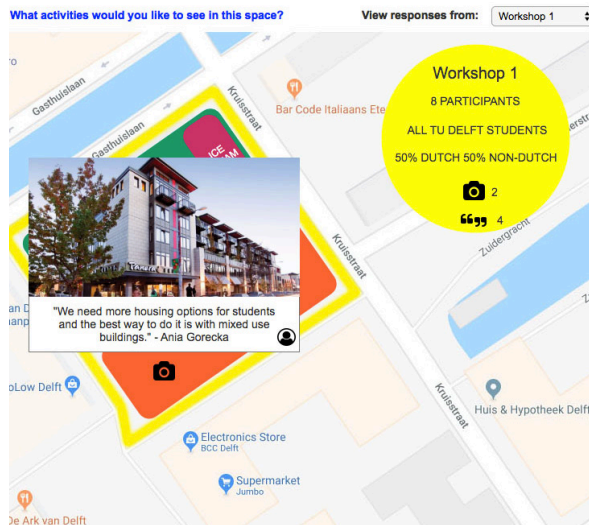 What activities would you like to see in this space?
View responses from:
Workshop 1
Gasthuislaan
Kruisstraat
Bar Code Italiaans Ete
Workshop 1
8 PARTICIPANTS
ALL TU DELFT STUDENTS
50% DUTCH 50% NON-DUTCH
2
4
Gasthuislaan
ICE
Kruisstraat
Zuidergracht
"We need more housing options for students
and the best way to do it is with mixed use
buildings." - Ania Gorecka
oLow Delft
Kruisstraat
Huis & Hypotheek Delft
Electronics Store
BCC Delft
Supermarket
Jumbo
De Ark van Delft